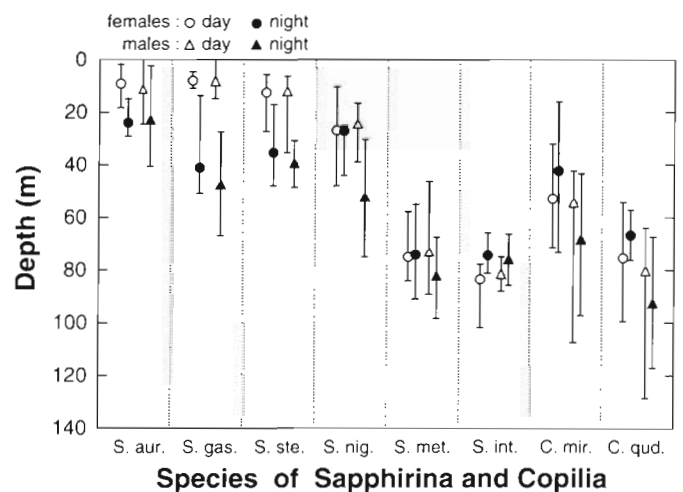 females : ○ day ● night
males : △ day ▲ night
0
20
40
60
80
100
120
140
Depth (m)
S. aur. S. gas. S. ste. S. nig. S. met. S. int. C. mir. C. qud.
Species of Sapphirina and Copilia